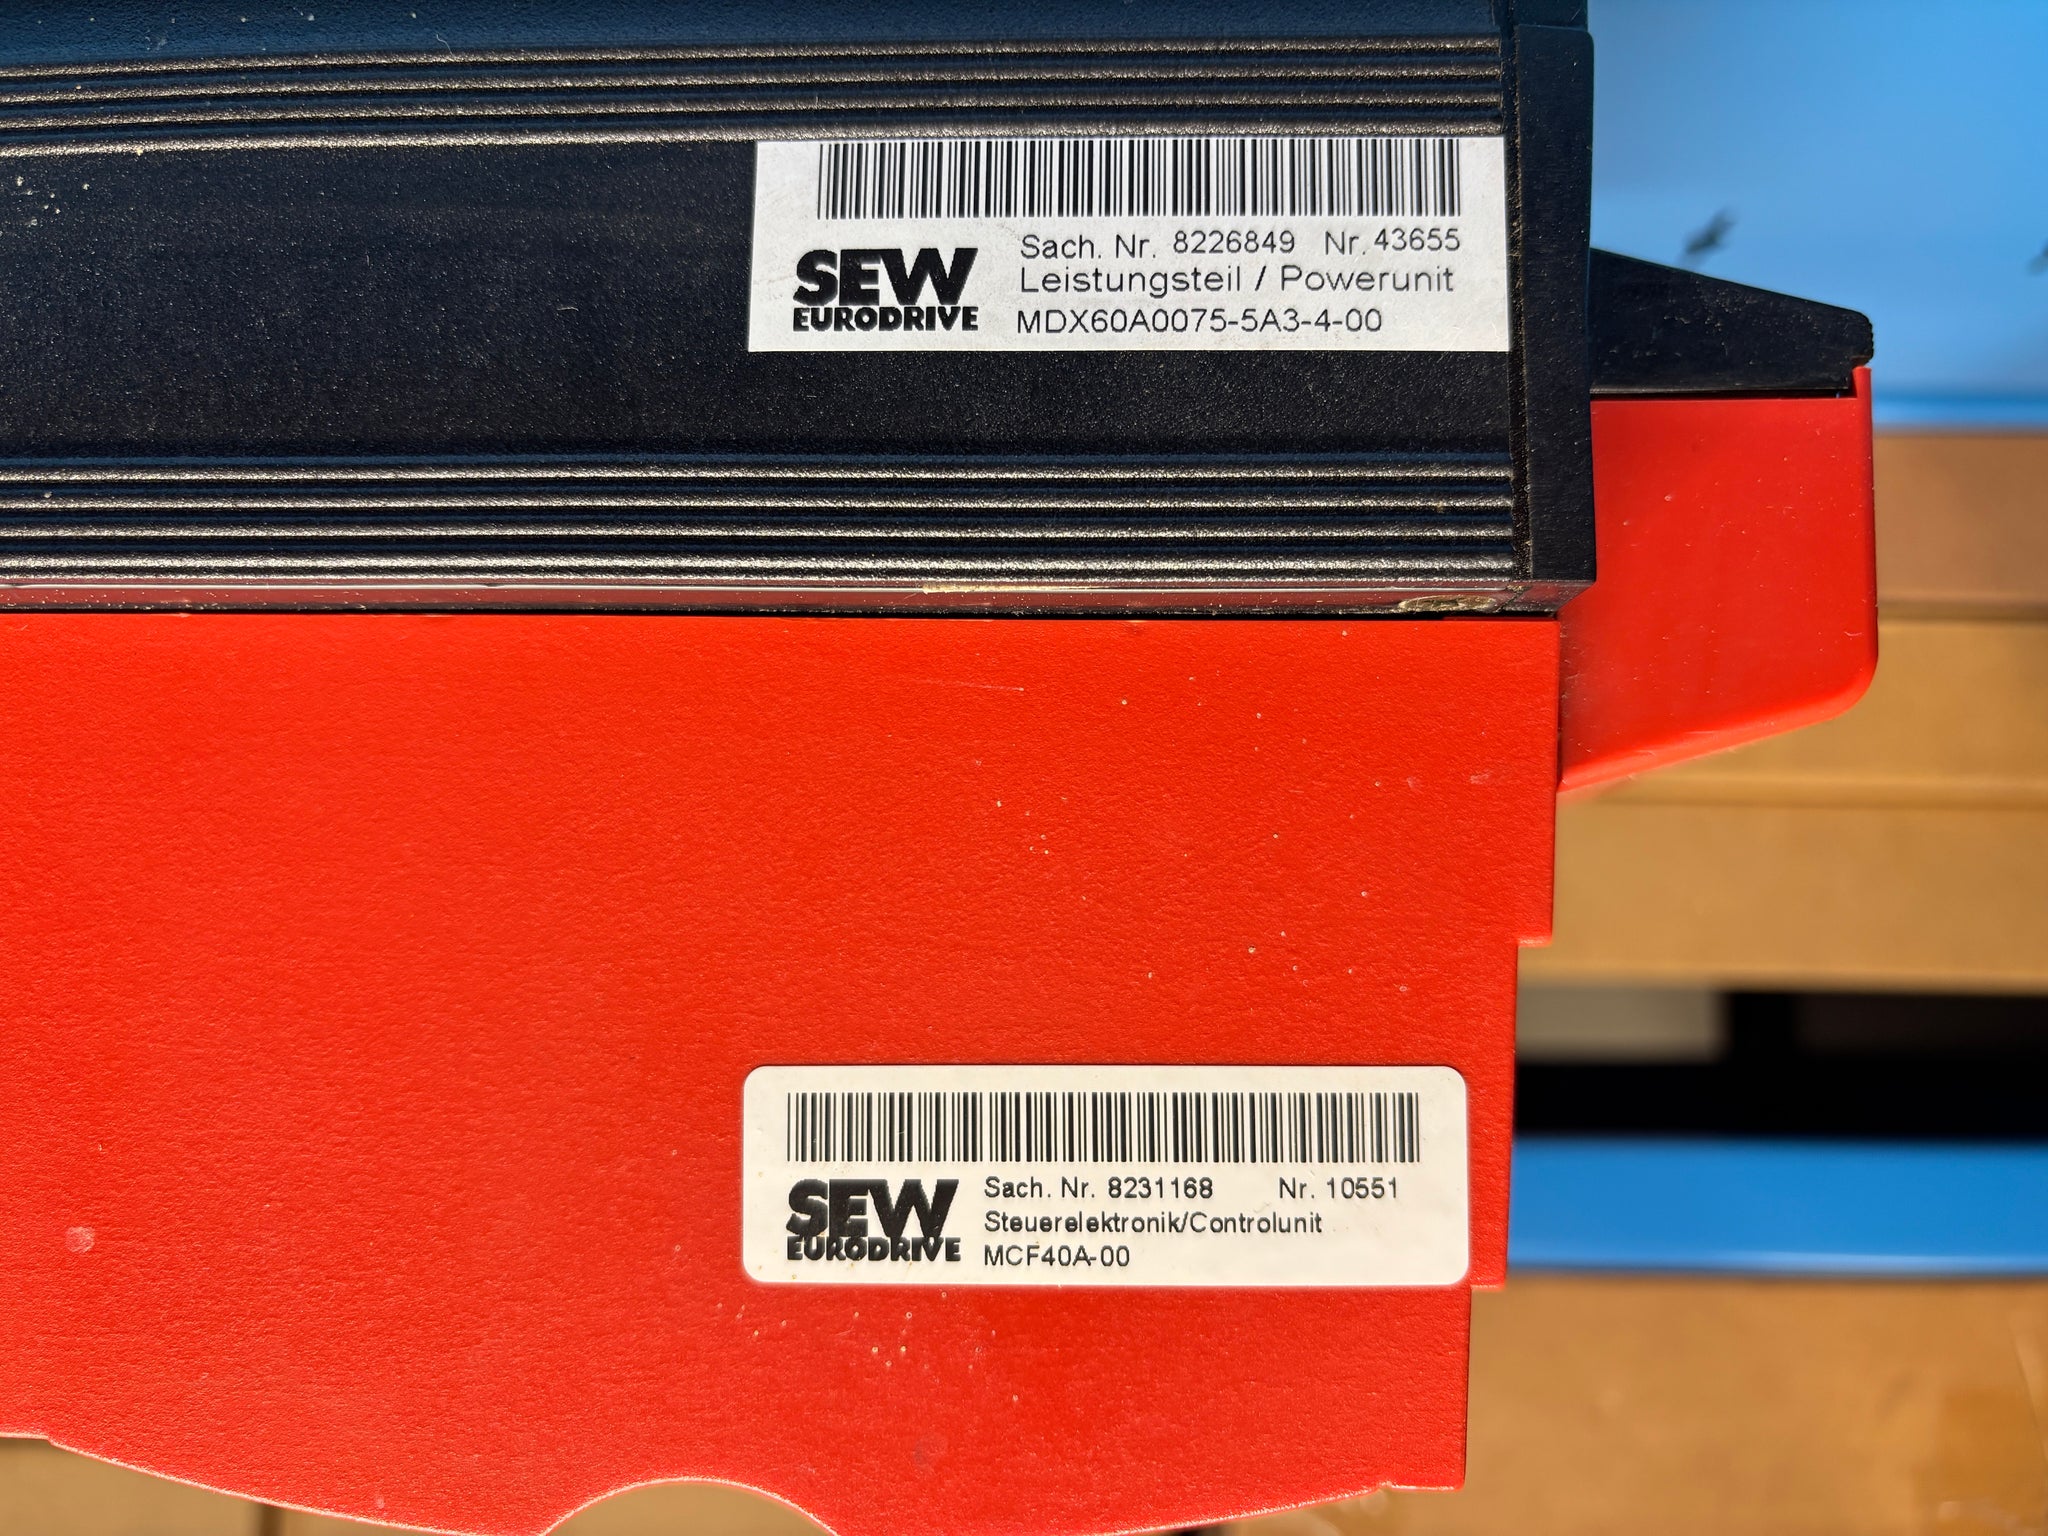 SEW
EURODRIVE
Sach. Nr. 8226849 Nr. 43655
Leistungsteil / Powerunit
MDX60A0075-5A3-4-00
SEW
EURODRIVE
Sach. Nr. 8231168 Nr. 10551
Steuerelektronik/Controlunit
MCF40A-00